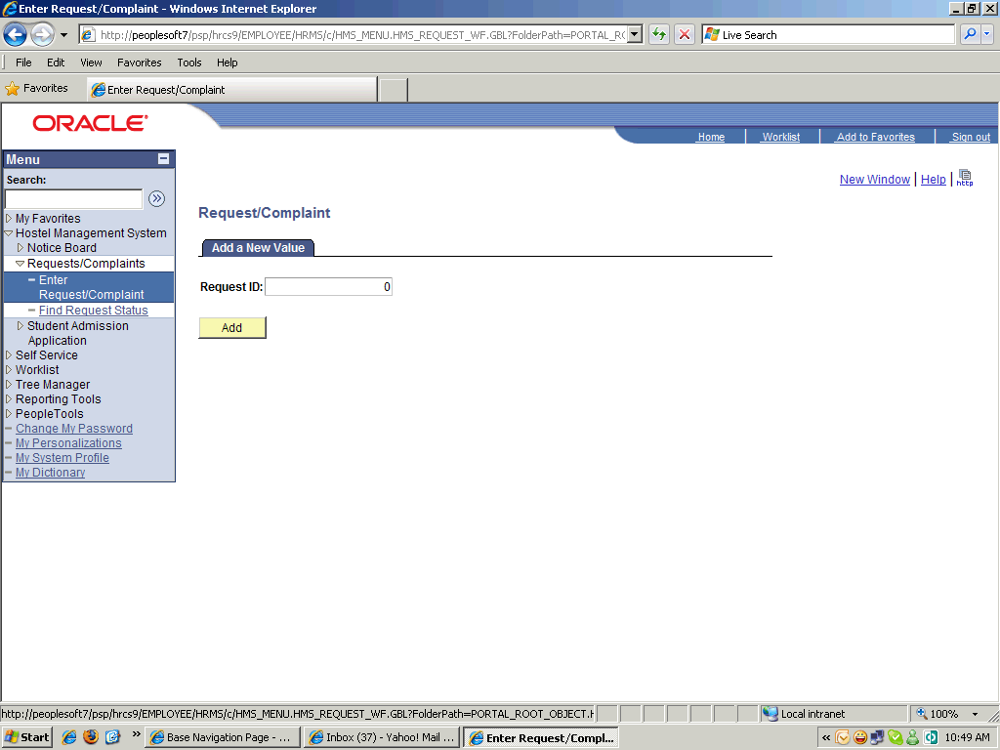 Enter Request/Complaint - Windows Internet Explorer
http://peoplesoft7/psp/hrcs9/EMPLOYEE/HRMS/c/HMS_MENU.HMS_REQUEST_WF.GBL?FolderPath=PORTAL_RO
Live Search
File Edit View Favorites Tools Help
Favorites
Enter Request/Complaint
ORACLE®
Home
Worklist
Add to Favorites
Sign out
Menu
Search:
My Favorites
Hostel Management System
Notice Board
Requests/Complaints
Enter
Request/Complaint
Find Request Status
Student Admission
Application
Self Service
Worklist
Tree Manager
Reporting Tools
PeopleTools
Change My Password
My Personalizations
My System Profile
My Dictionary
New Window | Help |
http
Request/Complaint
Add a New Value
Request ID: 0
Add
http://peoplesoft7/psp/hrcs9/EMPLOYEE/HRMS/c/HMS_MENU.HMS_REQUEST_WF.GBL?FolderPath=PORTAL_ROOT_OBJECT.H
Local intranet
100%
Start
Base Navigation Page - ...
Inbox (37) - Yahoo! Mail ...
Enter Request/Compl...
10:49 AM